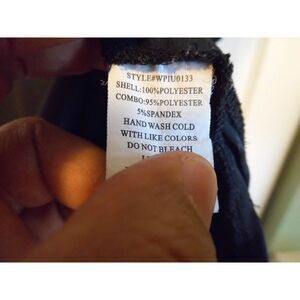 STYLE#WPIU0133
SHELL:100%POLYESTER
COMBO:95%POLYESTER
5%SPANDEX
HAND WASH COLD
WITH LIKE COLORS
DO NOT BLEACH